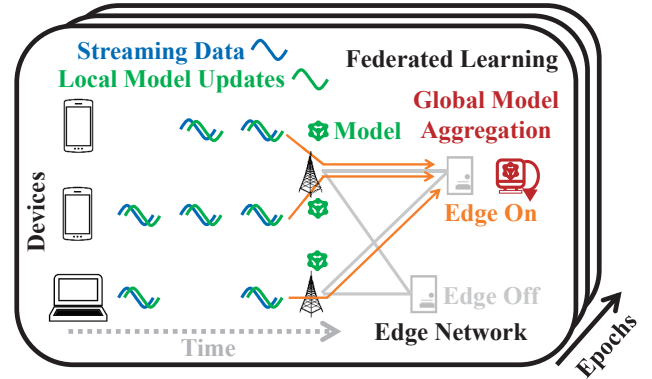 Streaming Data
Local Model Updates
Federated Learning
Global Model
Aggregation
Model
Devices
Edge On
Edge Off
Time
Edge Network
Epochs